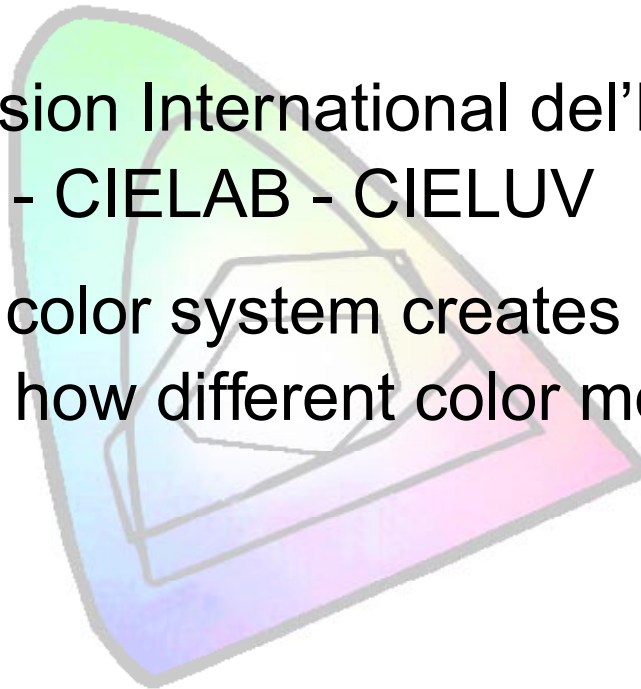 sion International del’I
- CIELAB - CIELUV
color system creates
how different color m